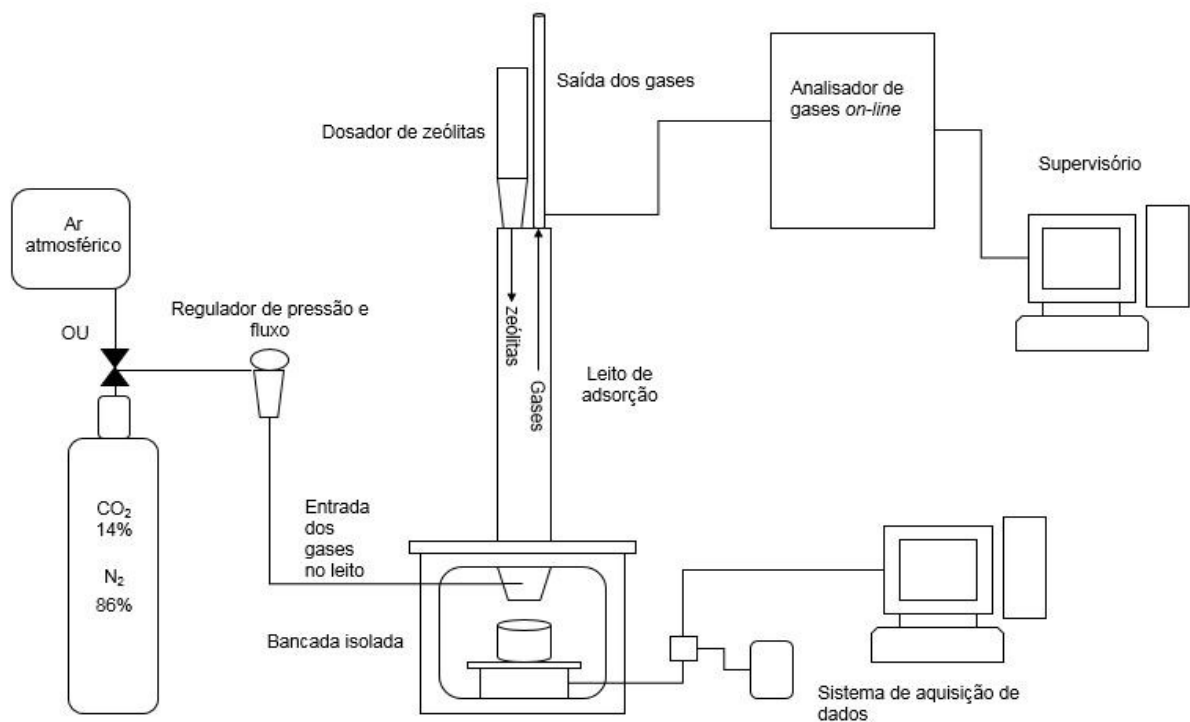 Saída dos gases
Dosador de zeólitas
Analisador de
gases on-line
Supervisório
Ar
atmosférico
OU
Regulador de pressão e
fluxo
zeólitas
Gases
Leito de
adsorção
CO₂
14%
N₂
86%
Entrada
dos
gases
no leito
Bancada isolada
Sistema de aquisição de
dados